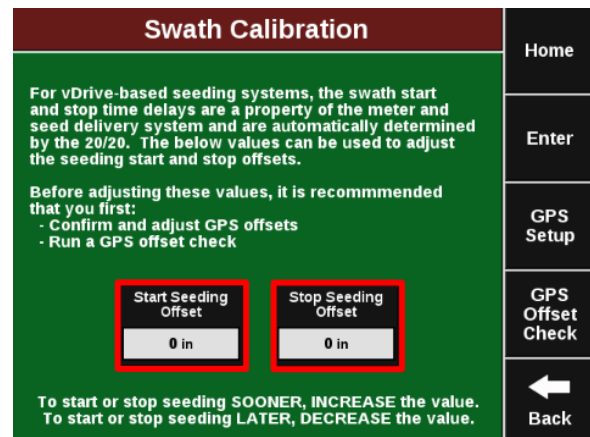 Swath Calibration
For vDrive-based seeding systems, the swath start
and stop time delays are a property of the meter and
seed delivery system and are automatically determined
by the 20/20. The below values can be used to adjust
the seeding start and stop offsets.
Before adjusting these values, it is recommmended
that you first:
- Confirm and adjust GPS offsets
- Run a GPS offset check
Start Seeding
Offset
0 in
Stop Seeding
Offset
0 in
To start or stop seeding SOONER, INCREASE the value.
To start or stop seeding LATER, DECREASE the value.
Home
Enter
GPS
Setup
GPS
Offset
Check
Back